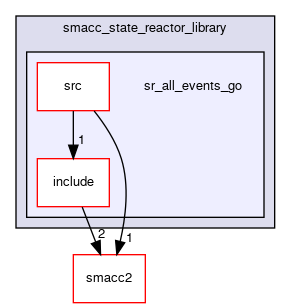 smacc_state_reactor_library
src
sr_all_events_go
1
include
2
1
smacc2